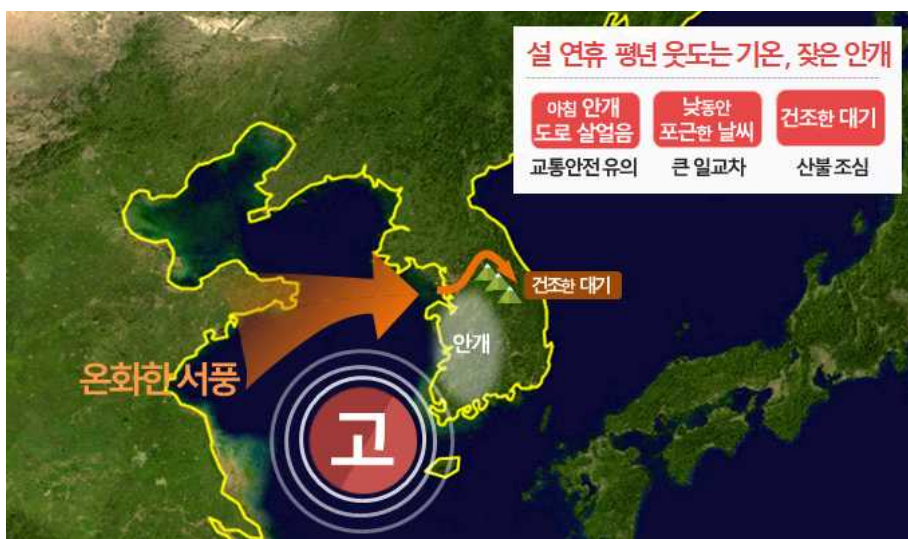 설 연휴 평년 웃도는 기온, 잦은 안개
아침 안개
도로 살얼음
낮동안
포근한 날씨
건조한 대기
교통안전 유의
큰 일교차
산불 조심
건조한 대기
안개
온화한 서풍
고